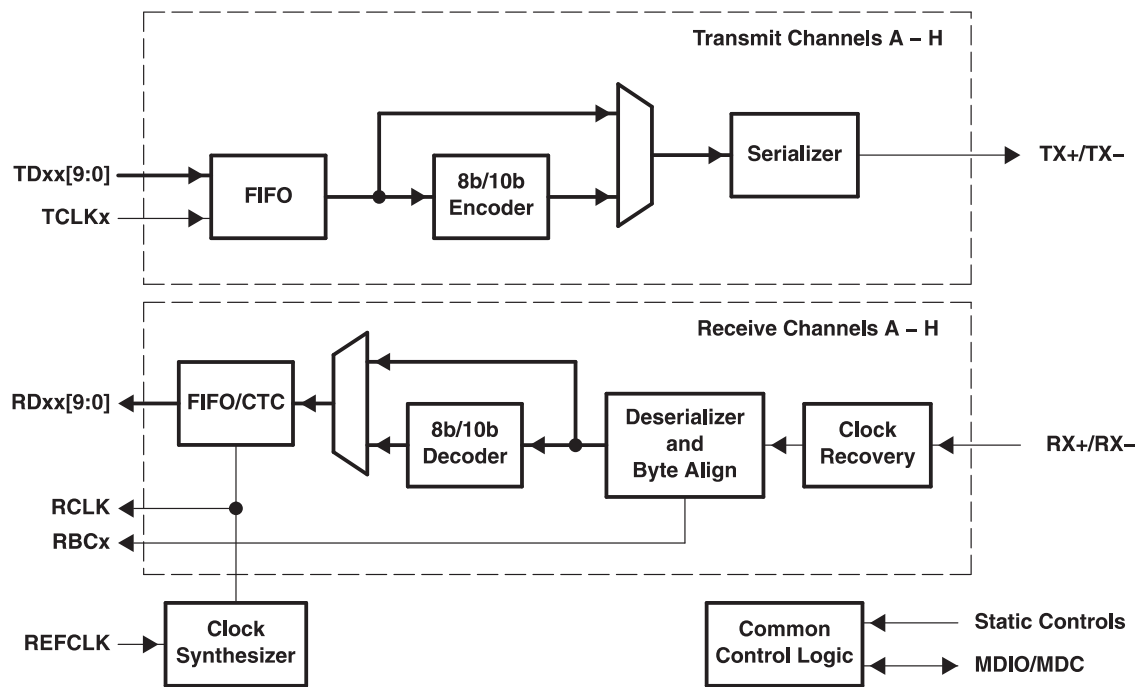 Transmit Channels A – H
TDxx[9:0]
TCLKx
FIFO
8b/10b
Encoder
Serializer
TX+/TX–
Receive Channels A – H
RDxx[9:0]
FIFO/CTC
8b/10b
Decoder
Deserializer
and
Byte Align
Clock
Recovery
RX+/RX–
RCLK
RBCx
REFCLK
Clock
Synthesizer
Common
Control Logic
Static Controls
MDIO/MDC